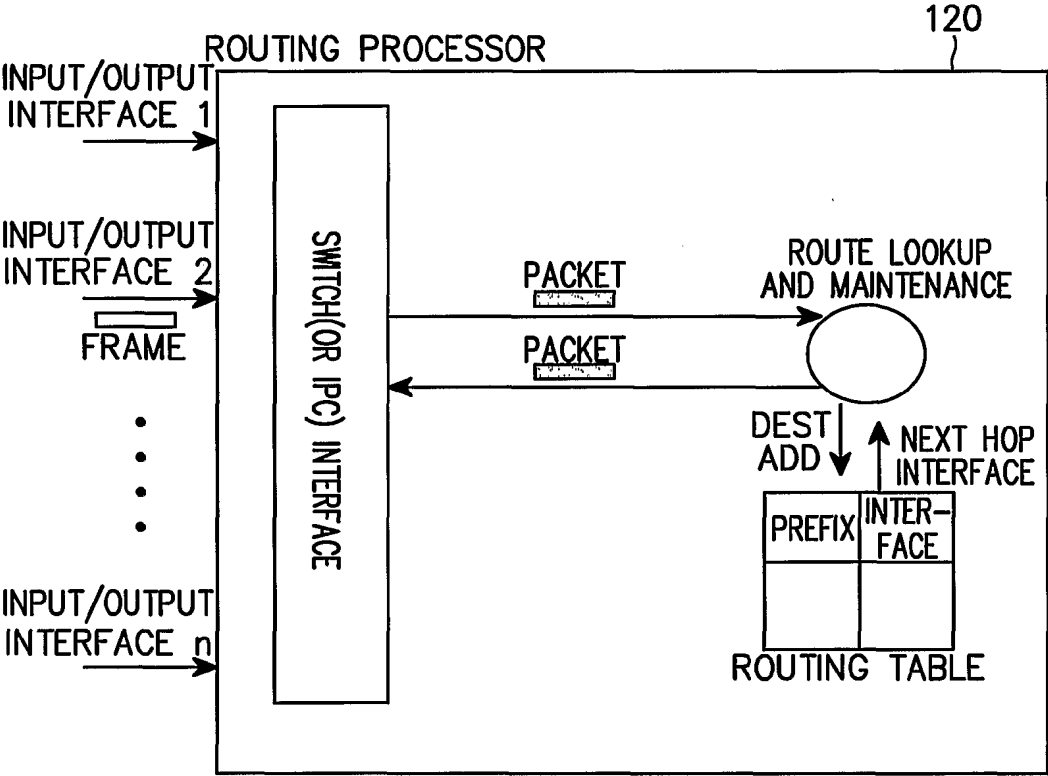 120
ROUTING PROCESSOR
INPUT/OUTPUT
INTERFACE 1
INPUT/OUTPUT
INTERFACE 2
FRAME
INPUT/OUTPUT
INTERFACE n
SWITCH(OR IPC) INTERFACE
PACKET
PACKET
ROUTE LOOKUP
AND MAINTENANCE
DEST
ADD
NEXT HOP
INTERFACE
PREFIX
INTER-
FACE
ROUTING TABLE